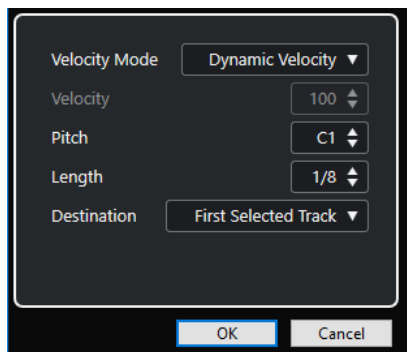 Velocity Mode Dynamic Velocity
Velocity 100
Pitch C1
Length 1/8
Destination First Selected Track
OK Cancel